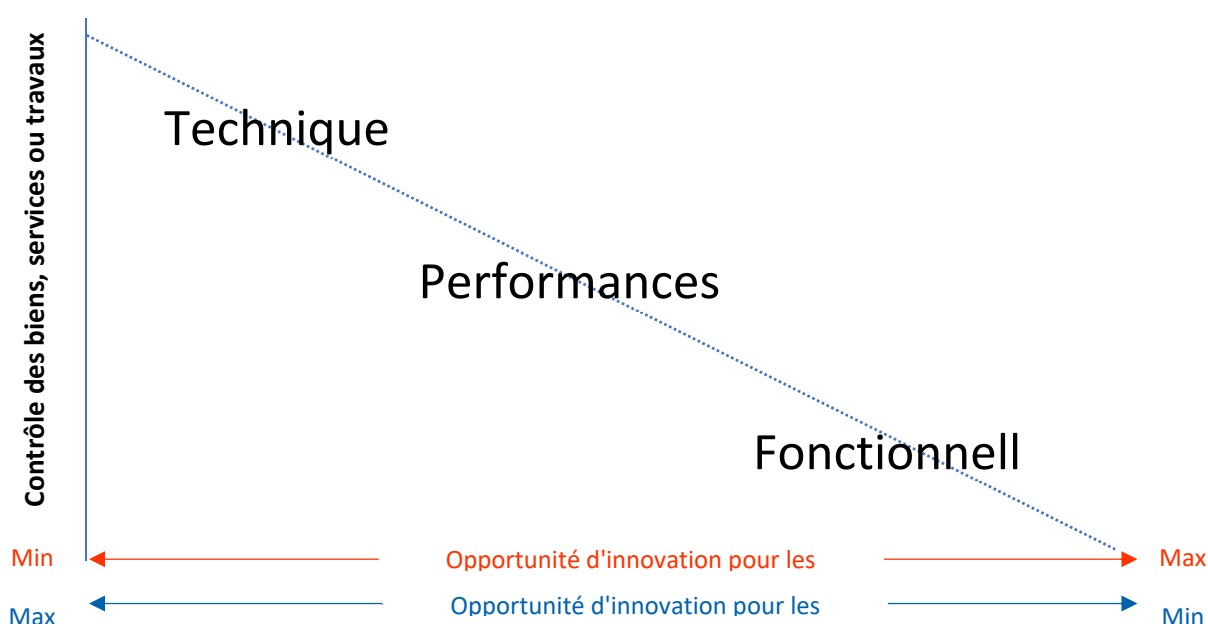 Contrôle des biens, services ou travaux
Technique
Performances
Fonctionnell
Min
Opportunité d'innovation pour les
Max
Max
Opportunité d'innovation pour les
Min